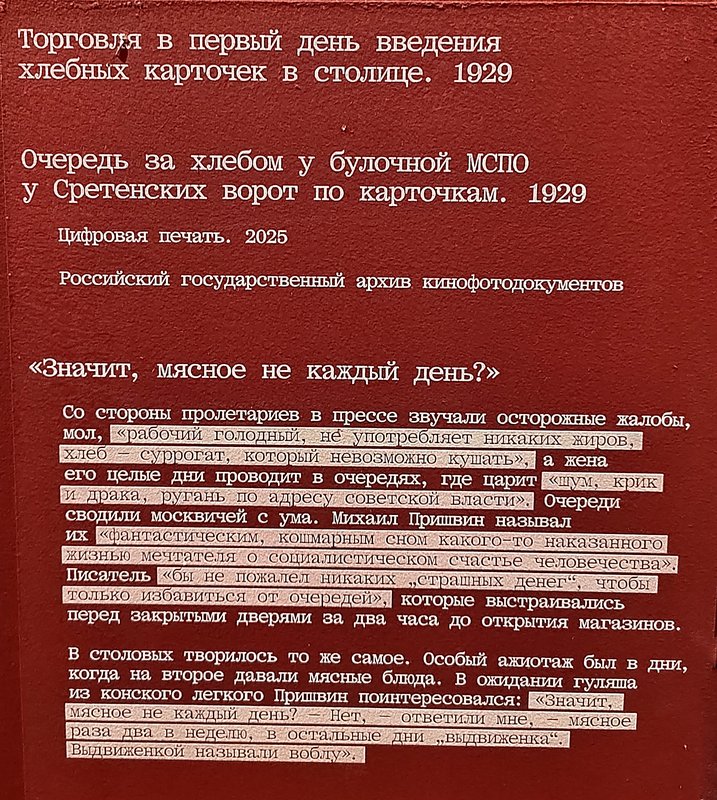 Торговля в первый день введения
хлебных карточек в столице. 1929
Очередь за хлебом у булочной МСПО
у Сретенских ворот по карточкам. 1929
Цифровая печать. 2025
Российский государственный архив кинофотодокументов
«Значит, мясное не каждый день?»
Со стороны пролетариев в прессе звучали осторожные жалобы,
мол, «рабочий голодный, не употребляет никаких жиров,
хлеб — суррогат, который невозможно кушать», а жена
его целые дни проводит в очередях, где царит «шум, крик
и драка, ругань по адресу советской власти». Очереди
сводили москвичей с ума. Михаил Пришвин называл
их «фантастическим, кошмарным сном какого-то наказанного
жизнью мечтателя о социалистическом счастье человечества».
Писатель «бы не пожалел никаких „страшных денег“, чтобы
только избавиться от очередей», которые выстраивались
перед закрытыми дверями за два часа до открытия магазинов.
В столовых творилось то же самое. Особый ажиотаж был в дни,
когда на второе давали мясные блюда. В ожидании гуляша
из конского легкого Пришвин поинтересовался: «Значит,
мясное не каждый день? — Нет, — ответили мне, — мясное
раза два в неделю, в остальные дни „выдвиженка“.
Выдвиженкой называли воблу».